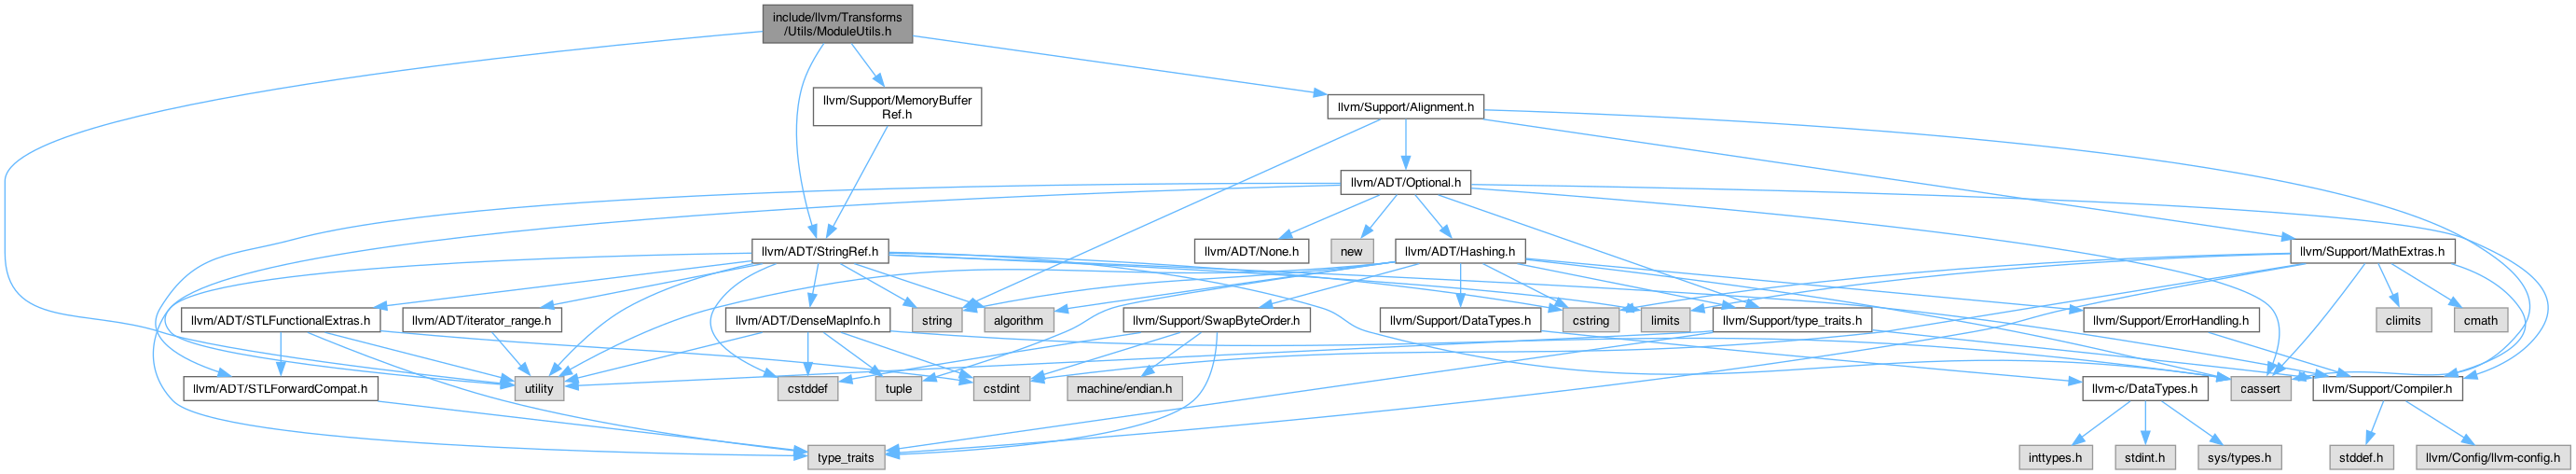 include/llvm/Transforms
/Utils/ModuleUtils.h
llvm/Support/MemoryBuffer
Ref.h
llvm/Support/Alignment.h
llvm/ADT/Optional.h
llvm/ADT/StringRef.h
llvm/ADT/None.h
new
llvm/ADT/Hashing.h
llvm/Support/MathExtras.h
llvm/ADT/STLFunctionalExtras.h
llvm/ADT/iterator_range.h
llvm/ADT/DenseMapInfo.h
string
algorithm
llvm/Support/SwapByteOrder.h
llvm/Support/DataTypes.h
cstring
limits
llvm/Support/type_traits.h
llvm/Support/ErrorHandling.h
climits
cmath
llvm/ADT/STLForwardCompat.h
utility
cstddef
tuple
cstdint
machine/endian.h
llvm-c/DataTypes.h
cassert
llvm/Support/Compiler.h
type_traits
inttypes.h
stdint.h
sys/types.h
stddef.h
llvm/Config/llvm-config.h